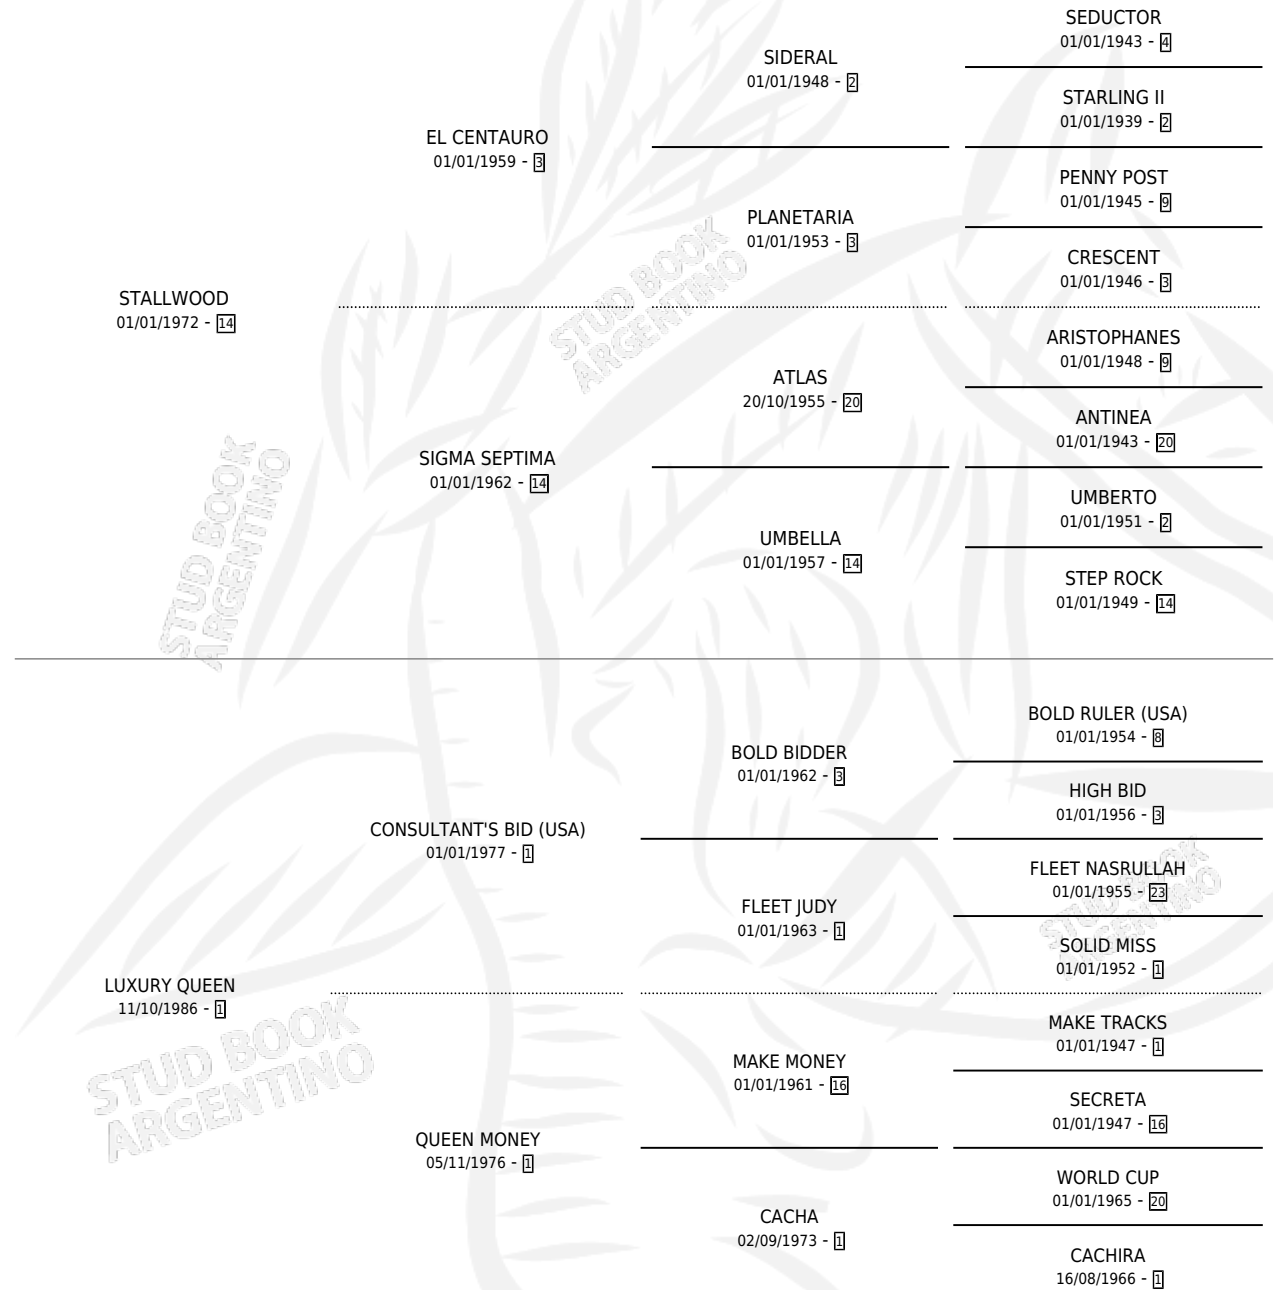 SEDUCTOR
01/01/1943 - 4
SIDERAL
01/01/1948 - 2
STARLING II
01/01/1939 - 2
EL CENTAURO
01/01/1959 - 3
PENNY POST
01/01/1945 - 9
PLANETARIA
01/01/1953 - 3
CRESCENT
01/01/1946 - 3
STALLWOOD
01/01/1972 - 14
ARISTOPHANES
01/01/1948 - 9
ATLAS
20/10/1955 - 20
ANTINEA
01/01/1943 - 20
SIGMA SEPTIMA
01/01/1962 - 14
UMBERTO
01/01/1951 - 2
UMBELLA
01/01/1957 - 14
STEP ROCK
01/01/1949 - 14
BOLD RULER (USA)
01/01/1954 - 8
BOLD BIDDER
01/01/1962 - 3
HIGH BID
01/01/1956 - 3
CONSULTANT'S BID (USA)
01/01/1977 - 1
FLEET NASRULLAH
01/01/1955 - 23
FLEET JUDY
01/01/1963 - 1
SOLID MISS
01/01/1952 - 1
LUXURY QUEEN
11/10/1986 - 1
MAKE TRACKS
01/01/1947 - 1
MAKE MONEY
01/01/1961 - 16
SECRETA
01/01/1947 - 16
QUEEN MONEY
05/11/1976 - 1
WORLD CUP
01/01/1965 - 20
CACHA
02/09/1973 - 1
CACHIRA
16/08/1966 - 1
STUD BOOK
ARGENTINO
STUD BOOK
ARGENTINO
STUD BOOK
ARGENTINO
STUD BOOK
ARGENTINO